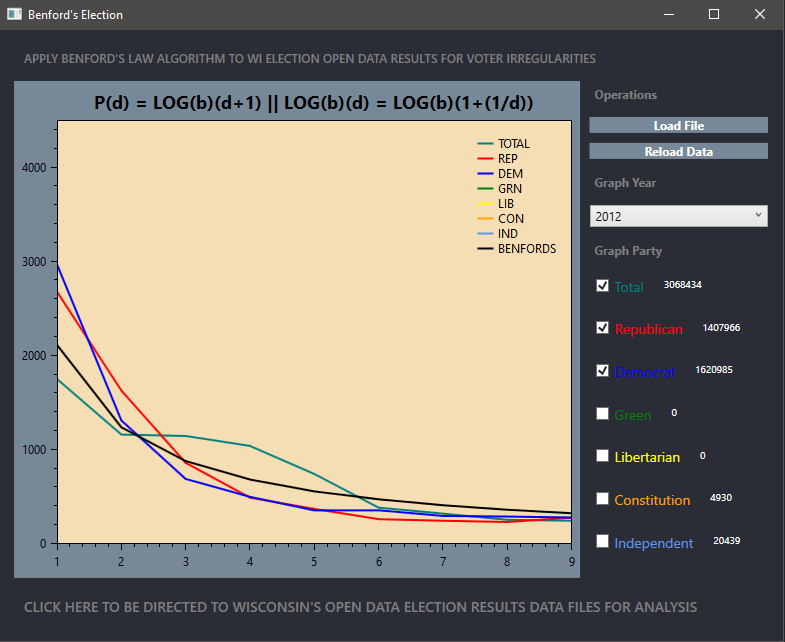 Benford's Election
APPLY BENFORD'S LAW ALGORITHM TO WI ELECTION OPEN DATA RESULTS FOR VOTER IRREGULARITIES
P(d) = LOG(b)(d+1) || LOG(b)(d) = LOG(b)(1+(1/d))
4000
3000
2000
1000
0
1 2 3 4 5 6 7 8 9
TOTAL
REP
DEM
GRN
LIB
CON
IND
BENFORDS
Operations
Load File
Reload Data
Graph Year
2012
Graph Party
Total 3068434
Republican 1407966
Democrat 1620985
Green 0
Libertarian 0
Constitution 4930
Independent 20439
CLICK HERE TO BE DIRECTED TO WISCONSIN'S OPEN DATA ELECTION RESULTS DATA FILES FOR ANALYSIS